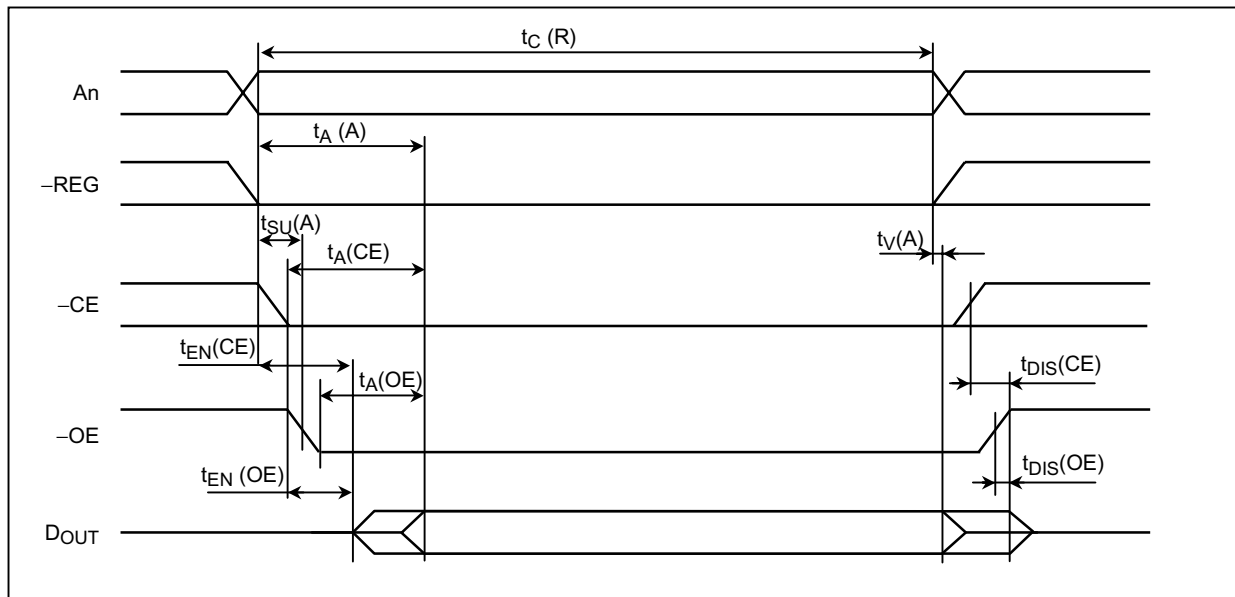 tC (R)
An
tA (A)
–REG
tSU(A)
tA(CE)
tV(A)
–CE
tEN(CE)
tA(OE)
tDIS(CE)
–OE
tEN (OE)
tDIS(OE)
DOUT